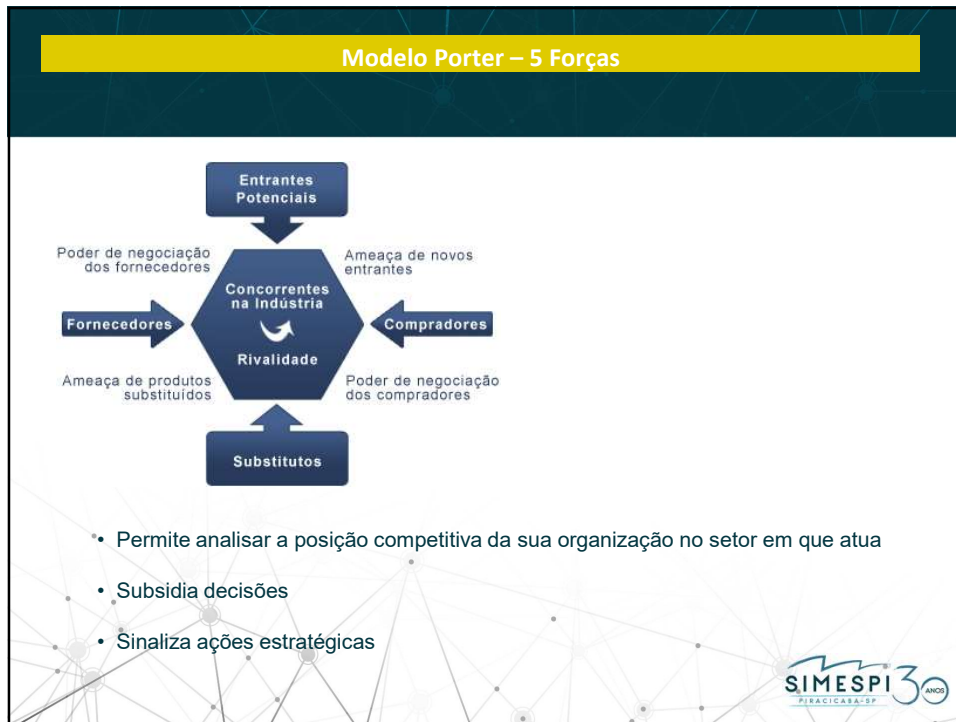 Modelo Porter – 5 Forças
Entrantes
Potenciais
Poder de negociação
dos fornecedores
Ameaça de novos
entrantes
Concorrentes
na Indústria
Fornecedores
Compradores
Rivalidade
Ameaça de produtos
substituídos
Poder de negociação
dos compradores
Substitutos
• Permite analisar a posição competitiva da sua organização no setor em que atua
• Subsidia decisões
• Sinaliza ações estratégicas
SIMESPI 30 ANOS
PIRACICABA-SP